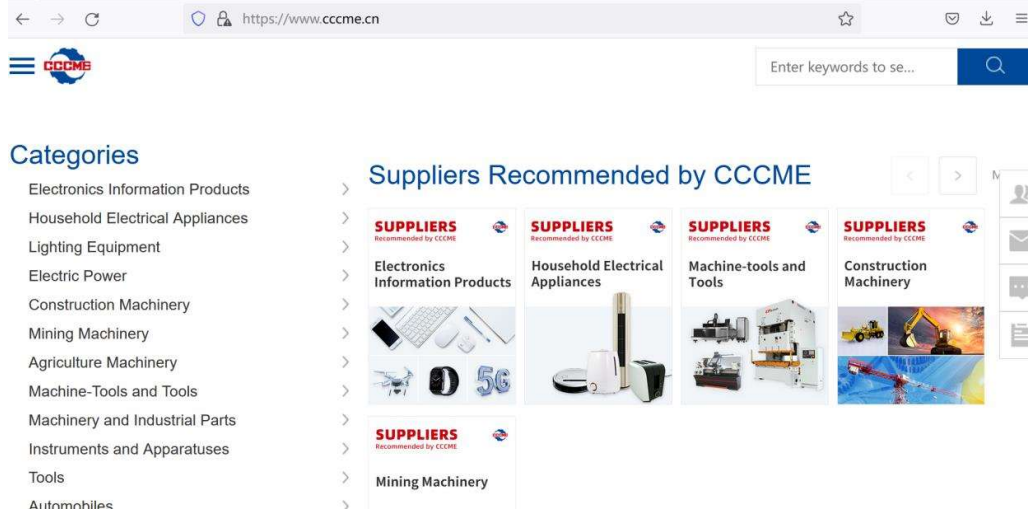 https://www.cccme.cn
CCCME
Enter keywords to se...
Categories
Electronics Information Products
Household Electrical Appliances
Lighting Equipment
Electric Power
Construction Machinery
Mining Machinery
Agriculture Machinery
Machine-Tools and Tools
Machinery and Industrial Parts
Instruments and Apparatuses
Tools
Automobiles
Suppliers Recommended by CCCME
SUPPLIERS
Recommended by CCCME
Electronics
Information Products
5G
SUPPLIERS
Recommended by CCCME
Household Electrical
Appliances
SUPPLIERS
Recommended by CCCME
Machine-tools and
Tools
SUPPLIERS
Recommended by CCCME
Construction
Machinery
SUPPLIERS
Recommended by CCCME
Mining Machinery